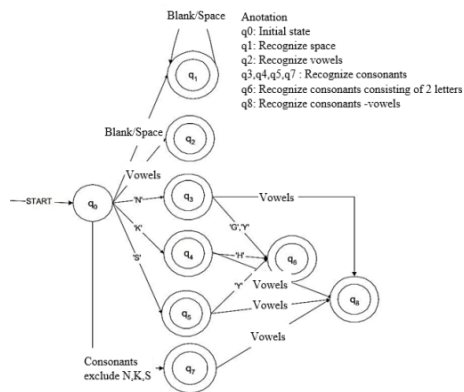 Blank/Space
Anotation
q0: Initial state
q1: Recognize space
q2: Recognize vowels
q3,q4,q5,q7 : Recognize consonants
q6: Recognize consonants consisting of 2 letters
q8: Recognize consonants -vowels
q1
Blank/Space
q2
Vowels
START
q0
'N'
q3
Vowels
'K'
'G','Y'
q4
'H'
q6
'S'
Vowels
'Y'
q5
Vowels
q8
Vowels
Consonants
exclude N,K,S
q7